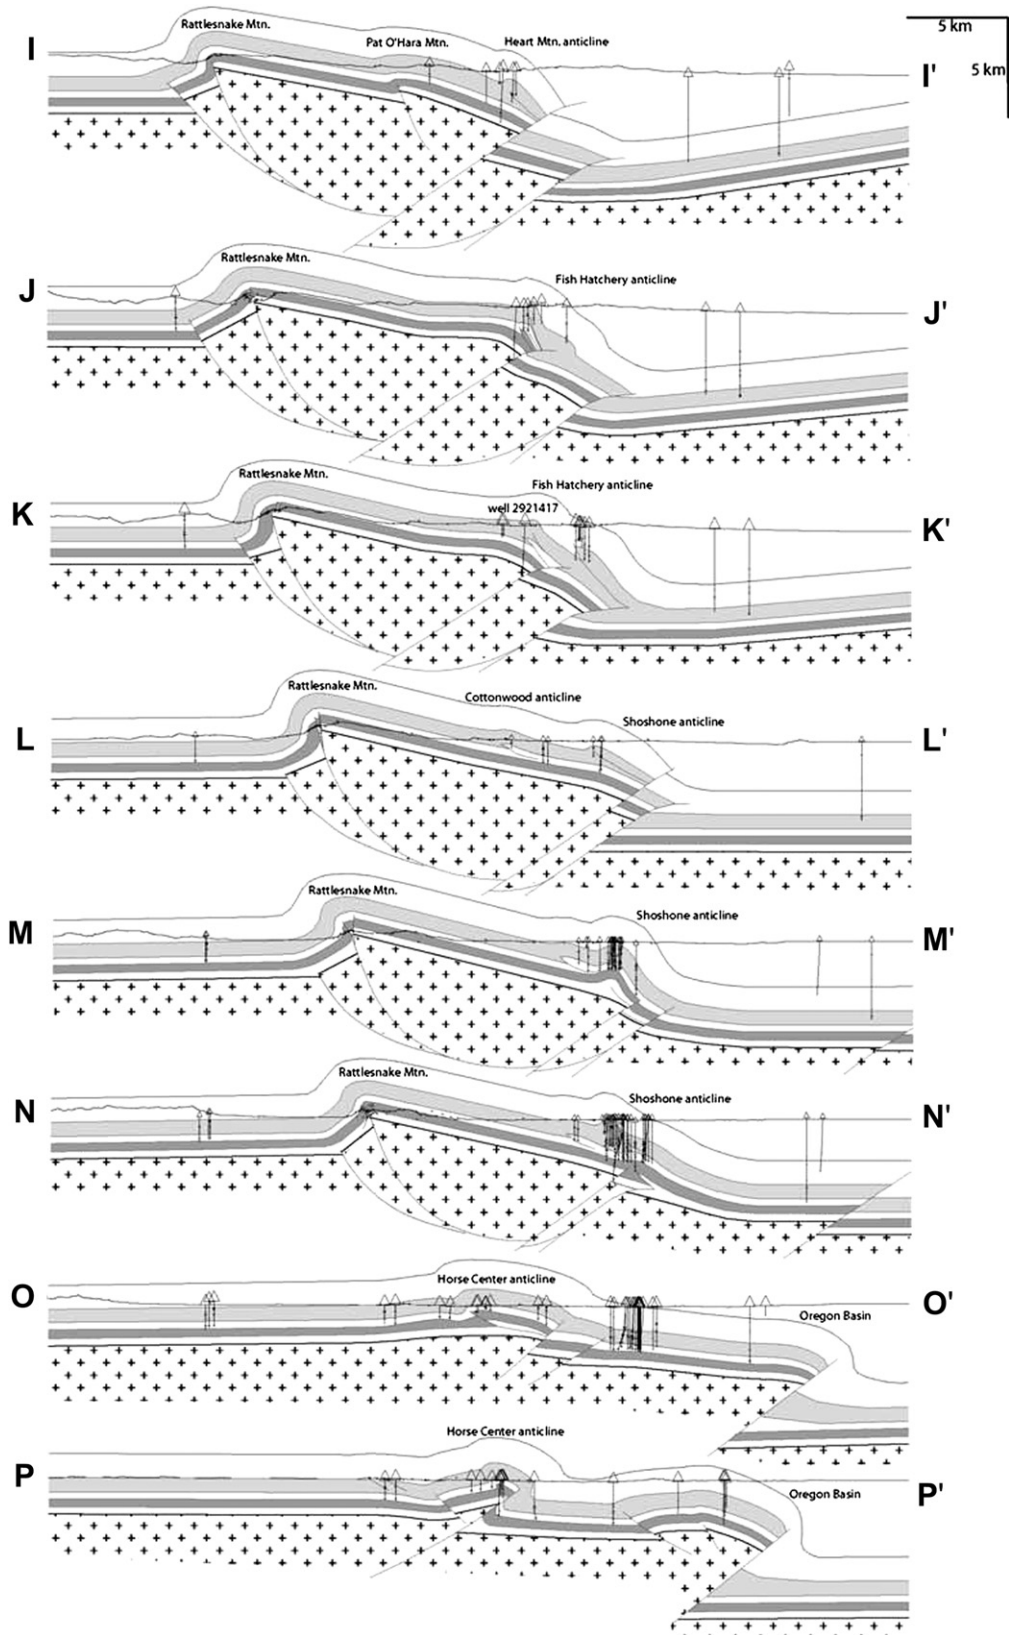 Rattlesnake Mtn.
Pat O'Hara Mtn.
Heart Mtn. anticline
5 km
5 km
I
I'
Rattlesnake Mtn.
Fish Hatchery anticline
J
J'
Rattlesnake Mtn.
Fish Hatchery anticline
well 2921417
K
K'
Rattlesnake Mtn.
Cottonwood anticline
Shoshone anticline
L
L'
Rattlesnake Mtn.
Shoshone anticline
M
M'
Rattlesnake Mtn.
Shoshone anticline
N
N'
Horse Center anticline
O
O'
Oregon Basin
Horse Center anticline
P
P'
Oregon Basin